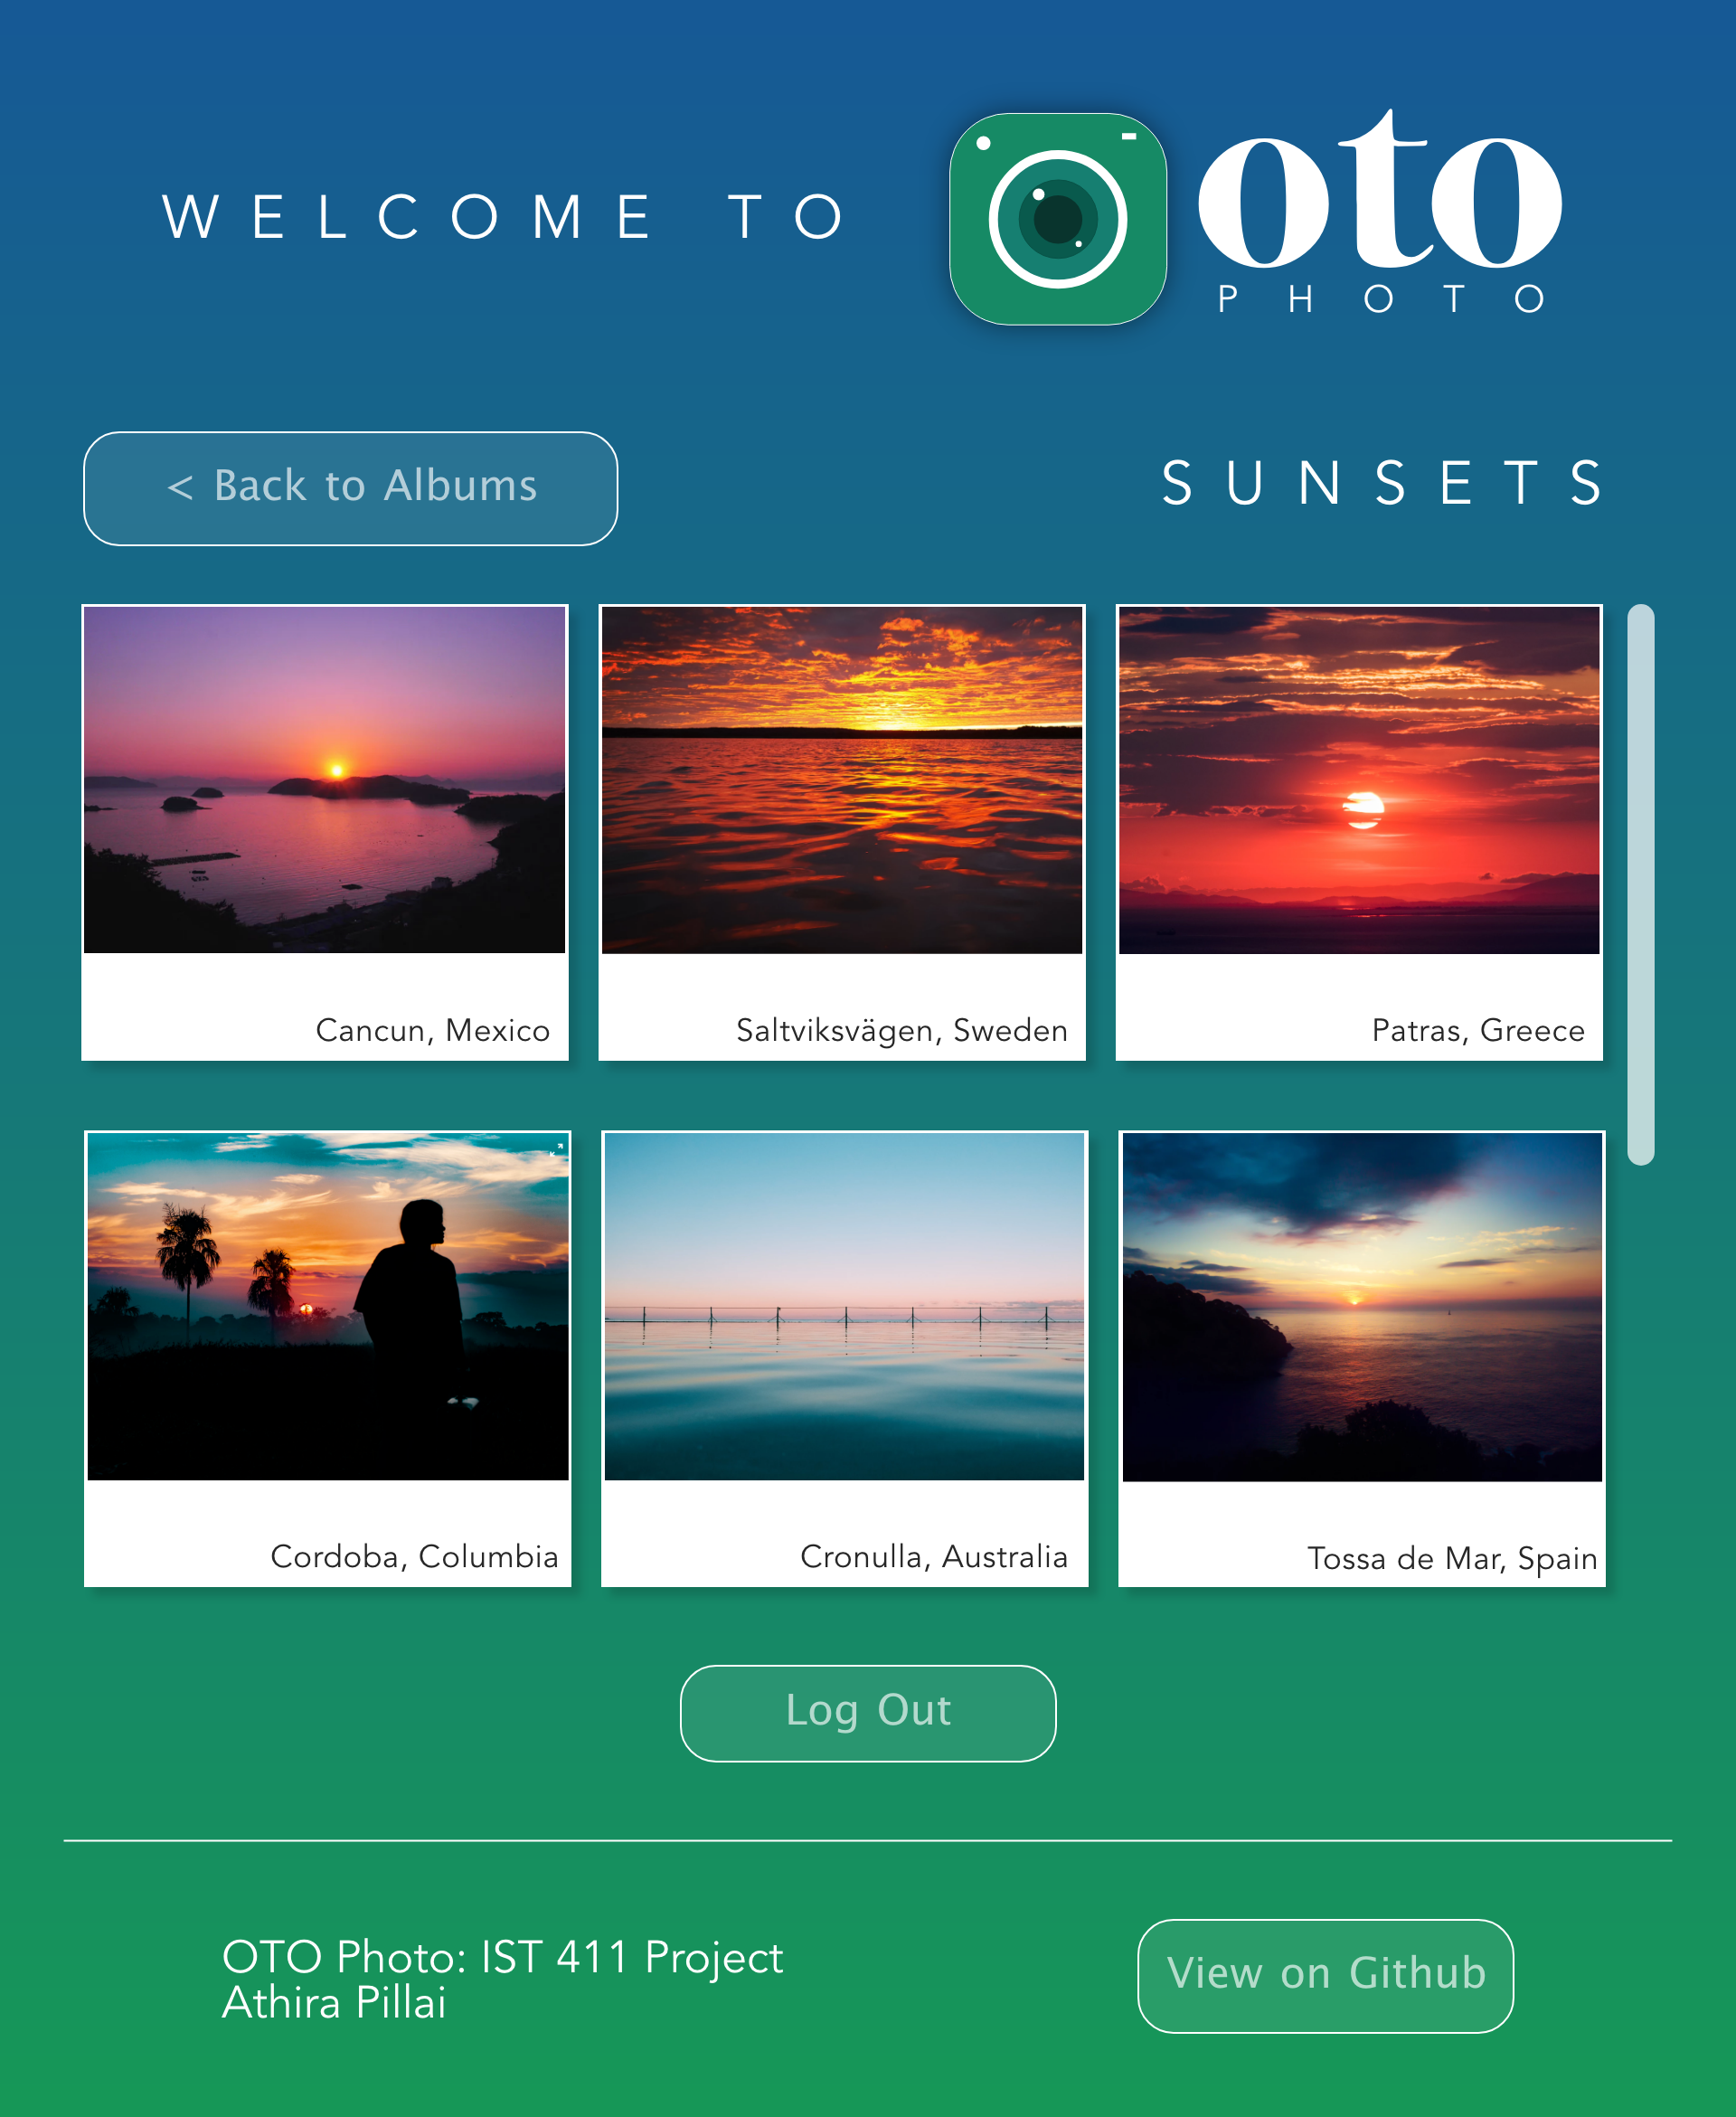 WELCOME TO
oto
PHOTO
< Back to Albums
SUNSETS
Cancun, Mexico
Saltviksvägen, Sweden
Patras, Greece
Cordoba, Columbia
Cronulla, Australia
Tossa de Mar, Spain
Log Out
OTO Photo: IST 411 Project
Athira Pillai
View on Github